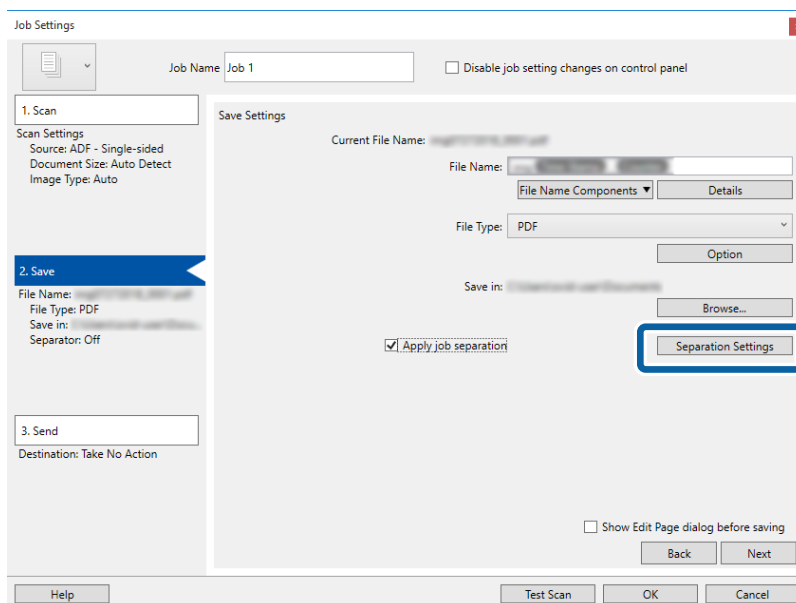 Job Settings
Job Name Job 1
Disable job setting changes on control panel
1. Scan
Scan Settings
Source: ADF - Single-sided
Document Size: Auto Detect
Image Type: Auto
2. Save
File Name:
File Type: PDF
Save in:
Separator: Off
3. Send
Destination: Take No Action
Save Settings
Current File Name:
File Name:
File Name Components Details
File Type: PDF
Option
Save in:
Browse...
Apply job separation Separation Settings
Show Edit Page dialog before saving
Back Next
Help Test Scan OK Cancel